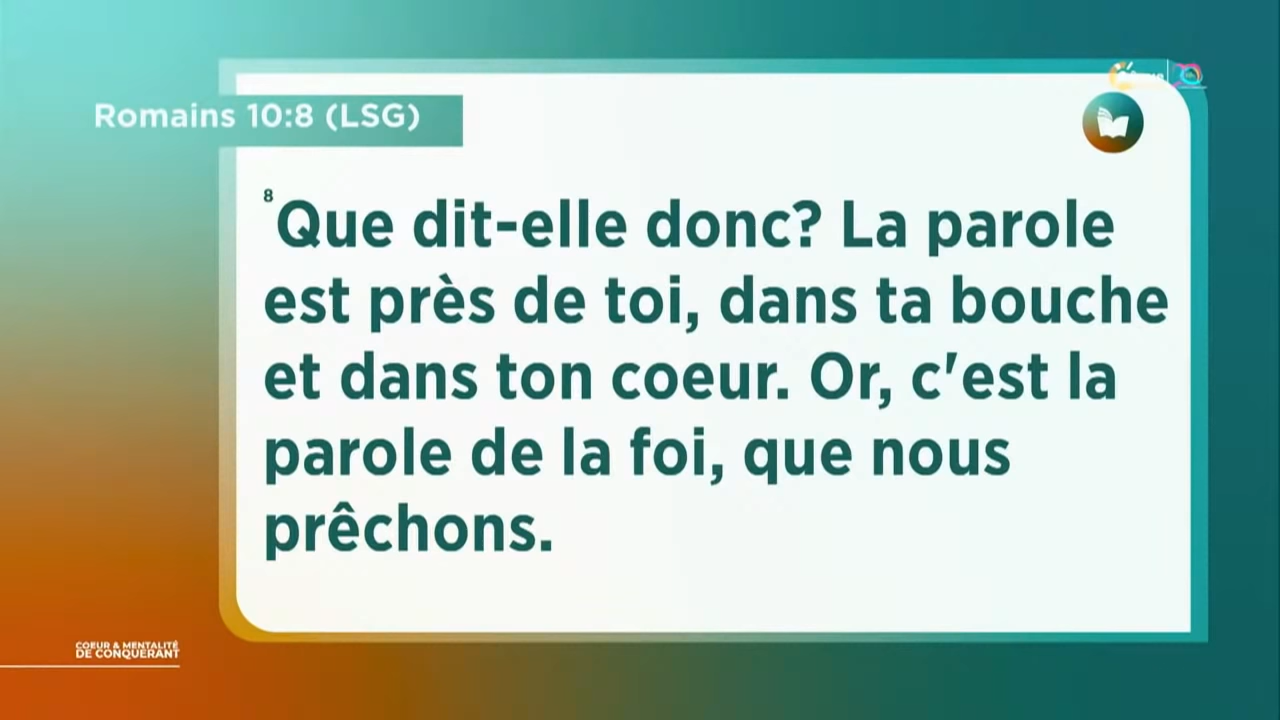 Romains 10:8 (LSG)
8 Que dit-elle donc? La parole
est près de toi, dans ta bouche
et dans ton coeur. Or, c'est la
parole de la foi, que nous
prêchons.
COEUR & MENTALITÉ
DE CONQUÉRANT